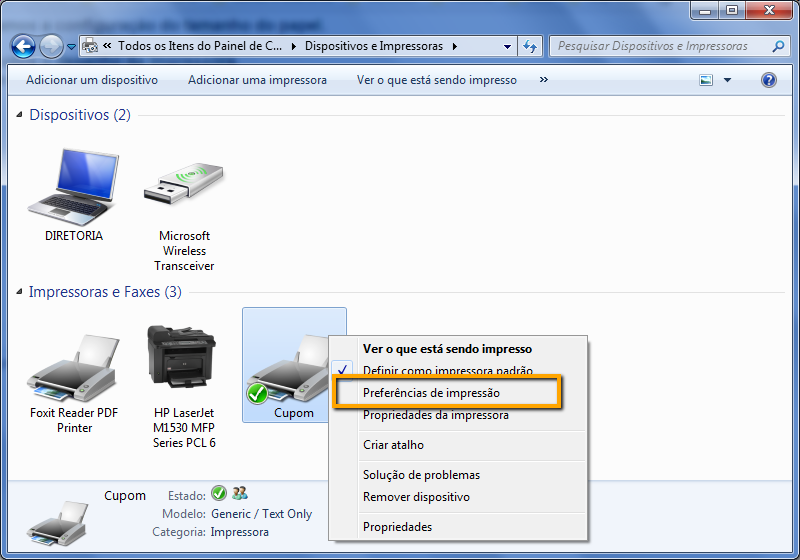 Todos os Itens do Painel de C... Dispositivos e Impressoras
Pesquisar Dispositivos e Impressoras
Adicionar um dispositivo Adicionar uma impressora Ver o que está sendo impresso »
Dispositivos (2)
DIRETORIA
Microsoft
Wireless
Transceiver
Impressoras e Faxes (3)
Foxit Reader PDF
Printer
HP LaserJet
M1530 MFP
Series PCL 6
Cupom
Ver o que está sendo impresso
Definir como impressora padrão
Preferências de impressão
Propriedades da impressora
Criar atalho
Solução de problemas
Remover dispositivo
Propriedades
Cupom
Estado:
Modelo: Generic / Text Only
Categoria: Impressora